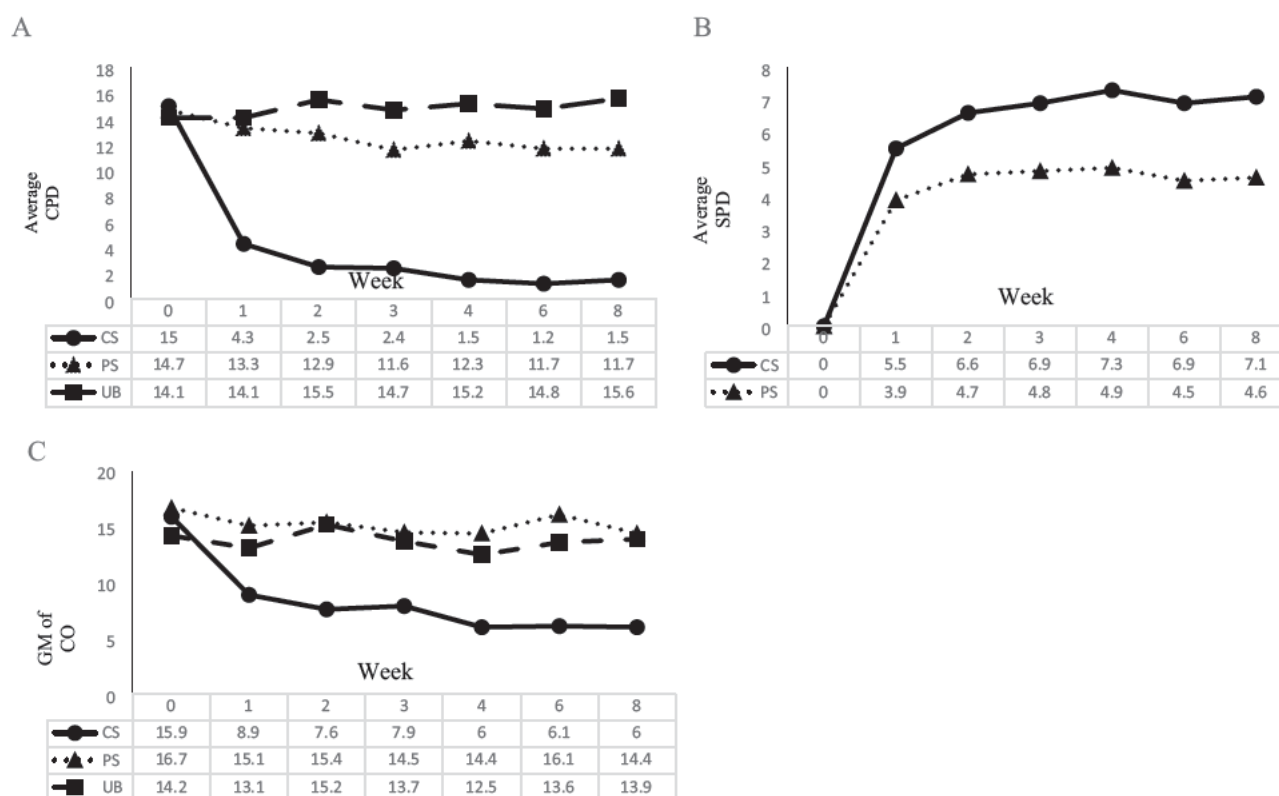 A
18
16
14
12
10
8
6
4
2
0
Average
CPD
Week
0 1 2 3 4 6 8
CS 15 4.3 2.5 2.4 1.5 1.2 1.5
PS 14.7 13.3 12.9 11.6 12.3 11.7 11.7
UB 14.1 14.1 15.5 14.7 15.2 14.8 15.6
B
8
7
6
5
4
3
2
1
0
Average
SPD
Week
0 1 2 3 4 6 8
CS 0 5.5 6.6 6.9 7.3 6.9 7.1
PS 0 3.9 4.7 4.8 4.9 4.5 4.6
C
20
15
10
5
0
GM of
CO
Week
0 1 2 3 4 6 8
CS 15.9 8.9 7.6 7.9 6 6.1 6
PS 16.7 15.1 15.4 14.5 14.4 16.1 14.4
UB 14.2 13.1 15.2 13.7 12.5 13.6 13.9